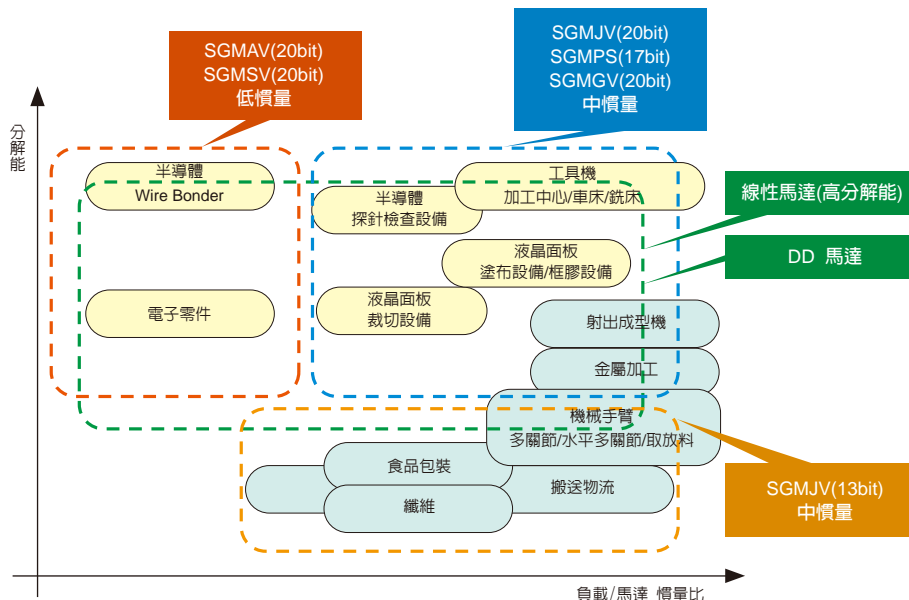 SGMAV(20bit)
SGMSV(20bit)
低慣量
SGMJV(20bit)
SGMPS(17bit)
SGMGV(20bit)
中慣量
分解能
半導體
Wire Bonder
工具機
加工中心/車床/銑床
半導體
探針檢查設備
線性馬達(高分解能)
DD 馬達
液晶面板
塗布設備/框膠設備
電子零件
液晶面板
裁切設備
射出成型機
金屬加工
機械手臂
多關節/水平多關節/取放料
食品包裝
搬送物流
纖維
SGMJV(13bit)
中慣量
負載/馬達 慣量比